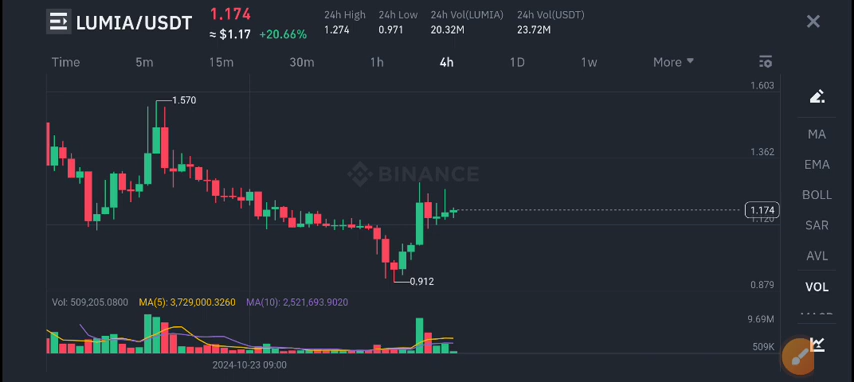 LUMIA/USDT
1.174
≈ $1.17 +20.66%
24h High
1.274
24h Low
0.971
24h Vol(LUMIA)
20.32M
24h Vol(USDT)
23.72M
Time 5m 15m 30m 1h 4h 1D 1w More
1.603
1.570
1.362
BINANCE
1.174
0.912
0.879
Vol: 509,205.0800 MA(5): 3,729,000.3260 MA(10): 2,521,693.9020
9.69M
509K
2024-10-23 09:00
MA
EMA
BOLL
SAR
AVL
VOL